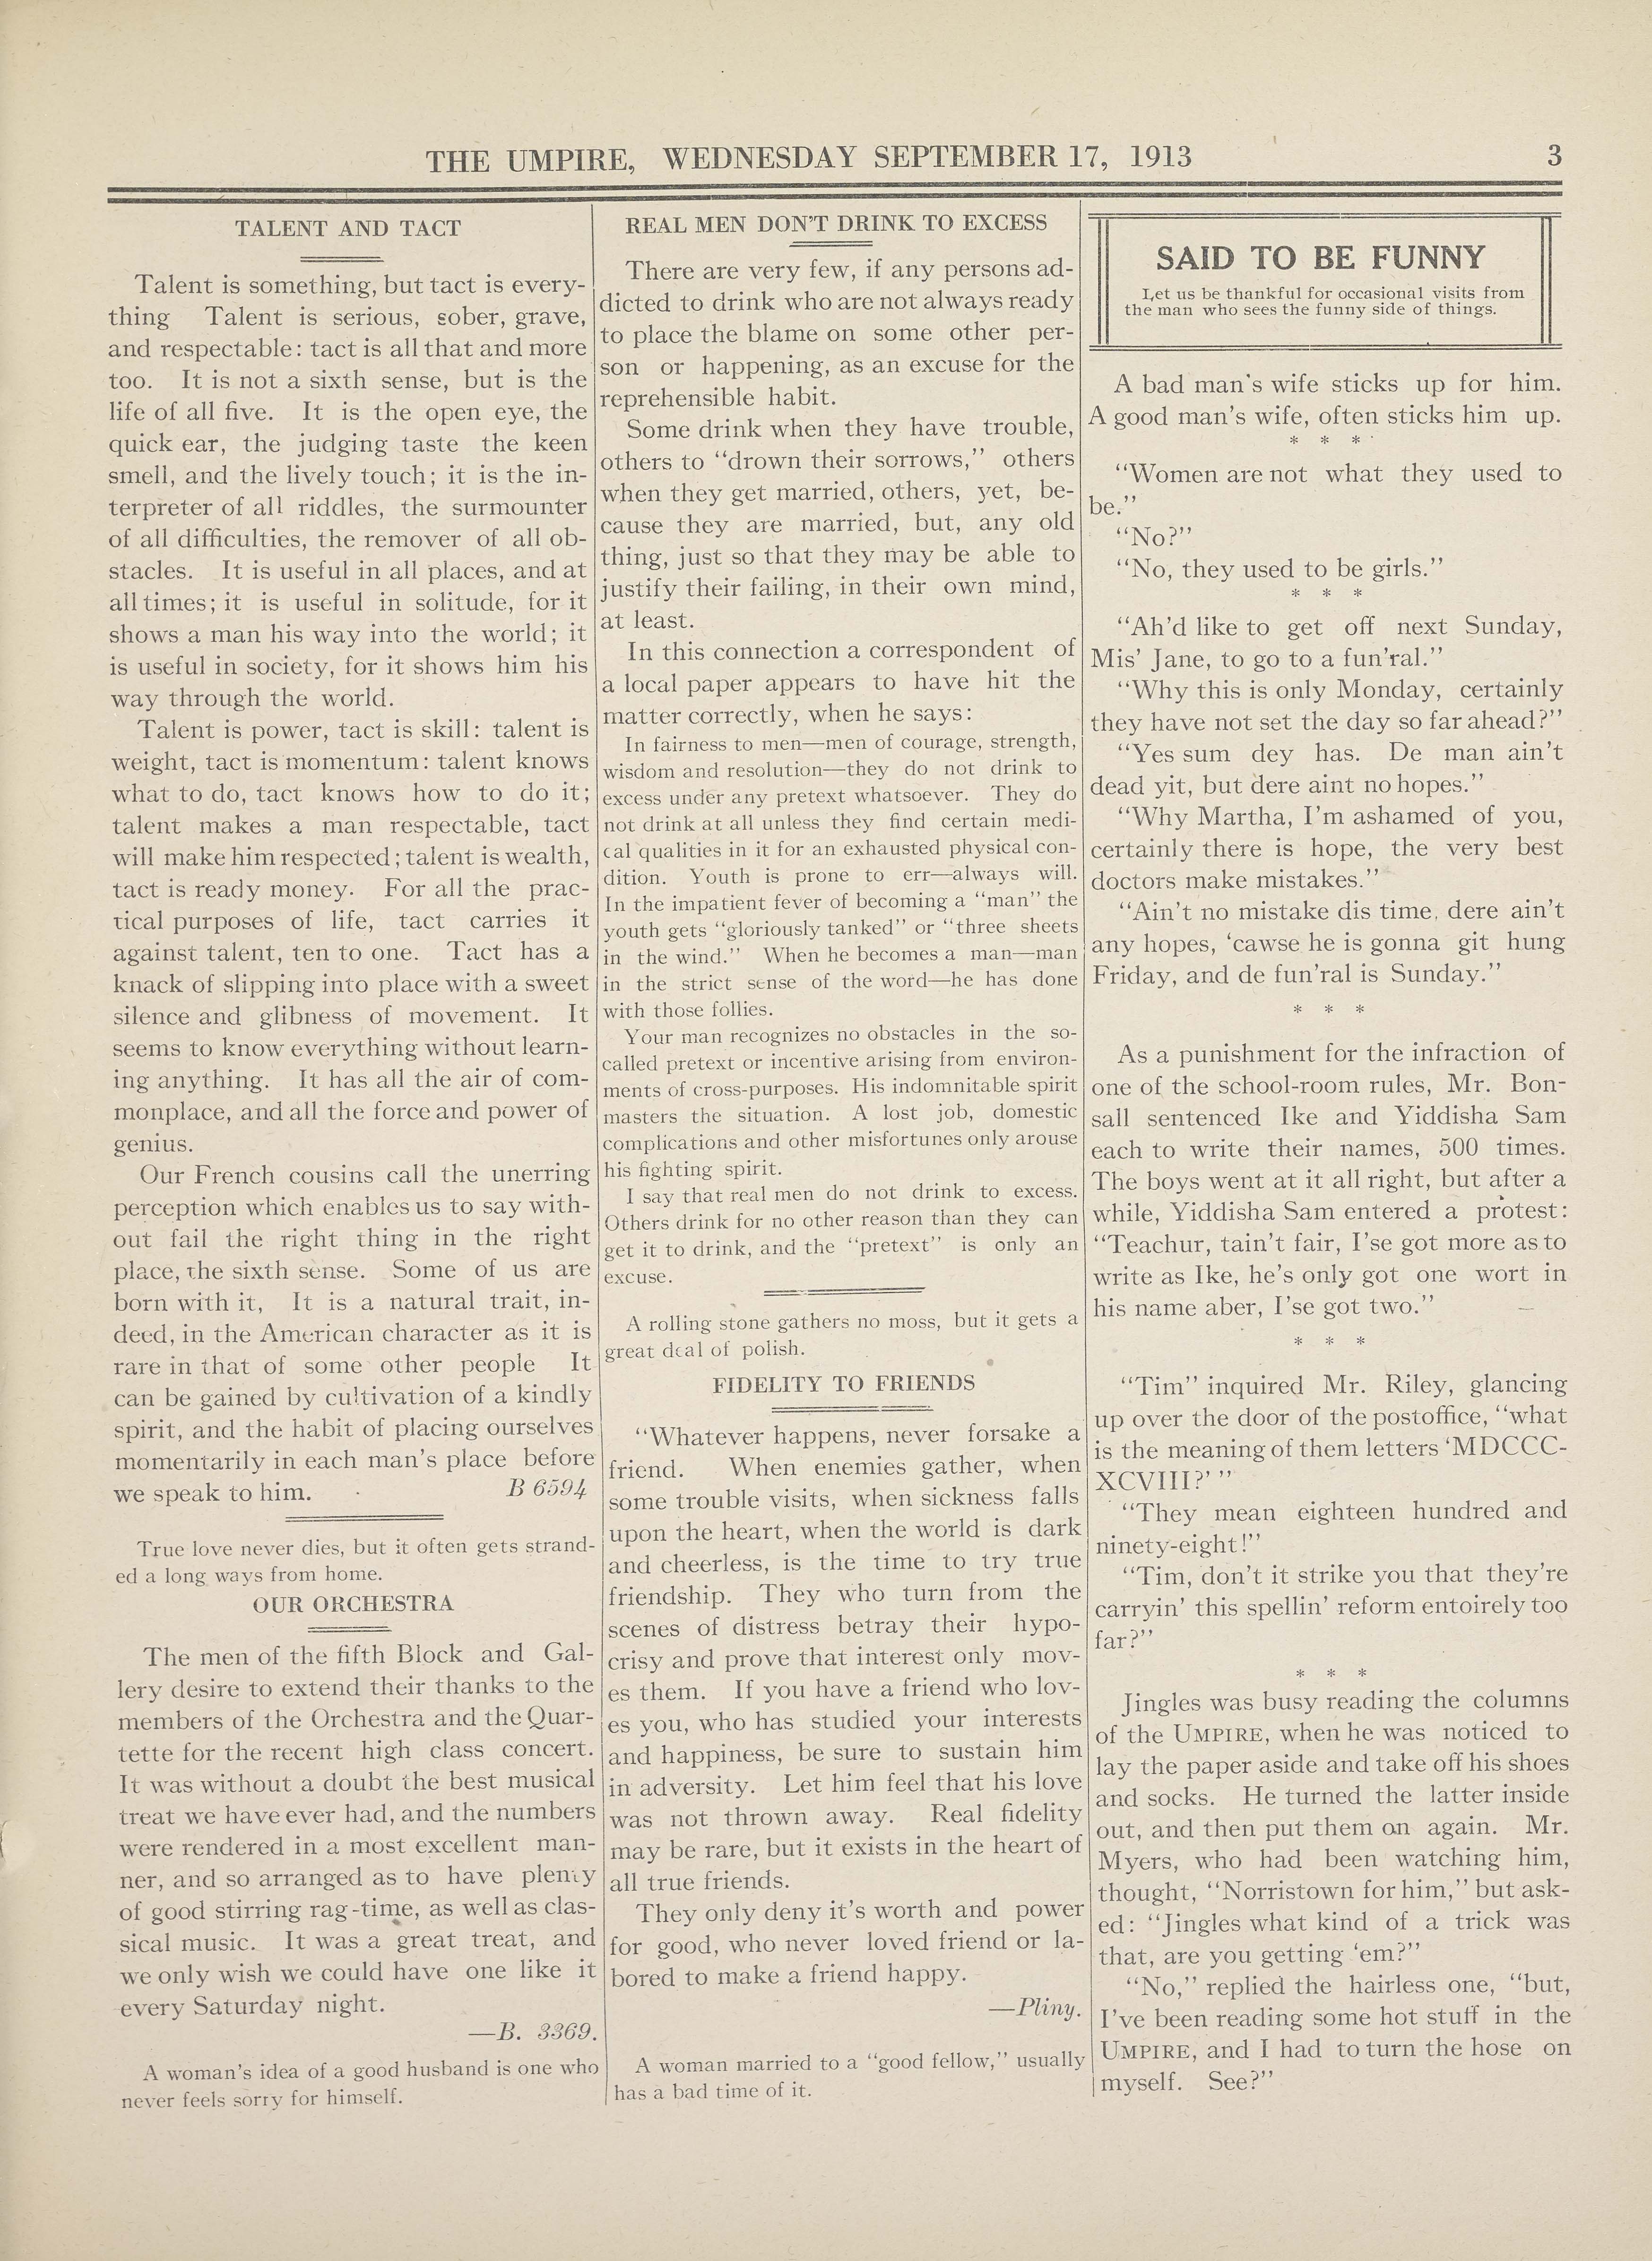 THE UMPIRE, WEDNESDAY SEPTEMBER 17, 1913
3
TALENT AND TACT
Talent is something, but tact is every-
thing Talent is serious, sober, grave,
and respectable: tact is all that and more
too. It is not a sixth sense, but is the
life of all five. It is the open eye, the
quick ear, the judging taste the keen
smell, and the lively touch; it is the in-
terpreter of all riddles, the surmounter
of all difficulties, the remover of all ob-
stacles. It is useful in all places, and at
all times; it is useful in solitude, for it
shows a man his way into the world; it
is useful in society, for it shows him his
way through the world.
Talent is power, tact is skill: talent is
weight, tact is momentum: talent knows
what to do, tact knows how to do it;
talent makes a man respectable, tact
will make him respected; talent is wealth,
tact is ready money. For all the prac-
tical purposes of life, tact carries it
against talent, ten to one. Tact has a
knack of slipping into place with a sweet
silence and glibness of movement. It
seems to know everything without learn-
ing anything. It has all the air of com-
monplace, and all the force and power of
genius.
Our French cousins call the unerring
perception which enables us to say with-
out fail the right thing in the right
place, the sixth sense. Some of us are
born with it, It is a natural trait, in-
deed, in the American character as it is
rare in that of some other people It
can be gained by cultivation of a kindly
spirit, and the habit of placing ourselves
momentarily in each man's place before
we speak to him. B 6594
True love never dies, but it often gets strand-
ed a long ways from home.
OUR ORCHESTRA
The men of the fifth Block and Gal-
lery desire to extend their thanks to the
members of the Orchestra and the Quar-
tette for the recent high class concert.
It was without a doubt the best musical
treat we have ever had, and the numbers
were rendered in a most excellent man-
ner, and so arranged as to have plenty
of good stirring rag-time, as well as clas-
sical music. It was a great treat, and
we only wish we could have one like it
every Saturday night.
—B. 3369.
A woman's idea of a good husband is one who
never feels sorry for himself.
REAL MEN DON'T DRINK TO EXCESS
There are very few, if any persons ad-
dicted to drink who are not always ready
to place the blame on some other per-
son or happening, as an excuse for the
reprehensible habit.
Some drink when they have trouble,
others to "drown their sorrows," others
when they get married, others, yet, be-
cause they are married, but, any old
thing, just so that they may be able to
justify their failing, in their own mind,
at least.
In this connection a correspondent of
a local paper appears to have hit the
matter correctly, when he says:
In fairness to men—men of courage, strength,
wisdom and resolution—they do not drink to
excess under any pretext whatsoever. They do
not drink at all unless they find certain medi-
cal qualities in it for an exhausted physical con-
dition. Youth is prone to err—always will.
In the impatient fever of becoming a "man" the
youth gets "gloriously tanked" or "three sheets
in the wind." When he becomes a man—man
in the strict sense of the word—he has done
with those follies.
Your man recognizes no obstacles in the so-
called pretext or incentive arising from environ-
ments of cross-purposes. His indomnitable spirit
masters the situation. A lost job, domestic
complications and other misfortunes only arouse
his fighting spirit.
I say that real men do not drink to excess.
Others drink for no other reason than they can
get it to drink, and the "pretext" is only an
excuse.
A rolling stone gathers no moss, but it gets a
great deal of polish.
FIDELITY TO FRIENDS
"Whatever happens, never forsake a
friend. When enemies gather, when
some trouble visits, when sickness falls
upon the heart, when the world is dark
and cheerless, is the time to try true
friendship. They who turn from the
scenes of distress betray their hypo-
crisy and prove that interest only mov-
es them. If you have a friend who lov-
es you, who has studied your interests
and happiness, be sure to sustain him
in adversity. Let him feel that his love
was not thrown away. Real fidelity
may be rare, but it exists in the heart of
all true friends.
They only deny it's worth and power
for good, who never loved friend or la-
bored to make a friend happy.
—Pliny.
A woman married to a "good fellow," usually
has a bad time of it.
SAID TO BE FUNNY
Let us be thankful for occasional visits from
the man who sees the funny side of things.
A bad man's wife sticks up for him.
A good man's wife, often sticks him up.
* * *
"Women are not what they used to
be."
"No?"
"No, they used to be girls."
* * *
"Ah'd like to get off next Sunday,
Mis' Jane, to go to a fun'ral."
"Why this is only Monday, certainly
they have not set the day so far ahead?"
"Yes sum dey has. De man ain't
dead yit, but dere aint no hopes."
"Why Martha, I'm ashamed of you,
certainly there is hope, the very best
doctors make mistakes."
"Ain't no mistake dis time, dere ain't
any hopes, 'cawse he is gonna git hung
Friday, and de fun'ral is Sunday."
* * *
As a punishment for the infraction of
one of the school-room rules, Mr. Bon-
sall sentenced Ike and Yiddisha Sam
each to write their names, 500 times.
The boys went at it all right, but after a
while, Yiddisha Sam entered a protest:
"Teachur, tain't fair, I'se got more as to
write as Ike, he's only got one wort in
his name aber, I'se got two."
* * *
"Tim" inquired Mr. Riley, glancing
up over the door of the postoffice, "what
is the meaning of them letters 'MDCCC-
XCVIII?' "
"They mean eighteen hundred and
ninety-eight!"
"Tim, don't it strike you that they're
carryin' this spellin' reform entoirely too
far?"
* * *
Jingles was busy reading the columns
of the UMPIRE, when he was noticed to
lay the paper aside and take off his shoes
and socks. He turned the latter inside
out, and then put them on again. Mr.
Myers, who had been watching him,
thought, "Norristown for him," but ask-
ed: "Jingles what kind of a trick was
that, are you getting 'em?"
"No," replied the hairless one, "but,
I've been reading some hot stuff in the
UMPIRE, and I had to turn the hose on
myself. See?"